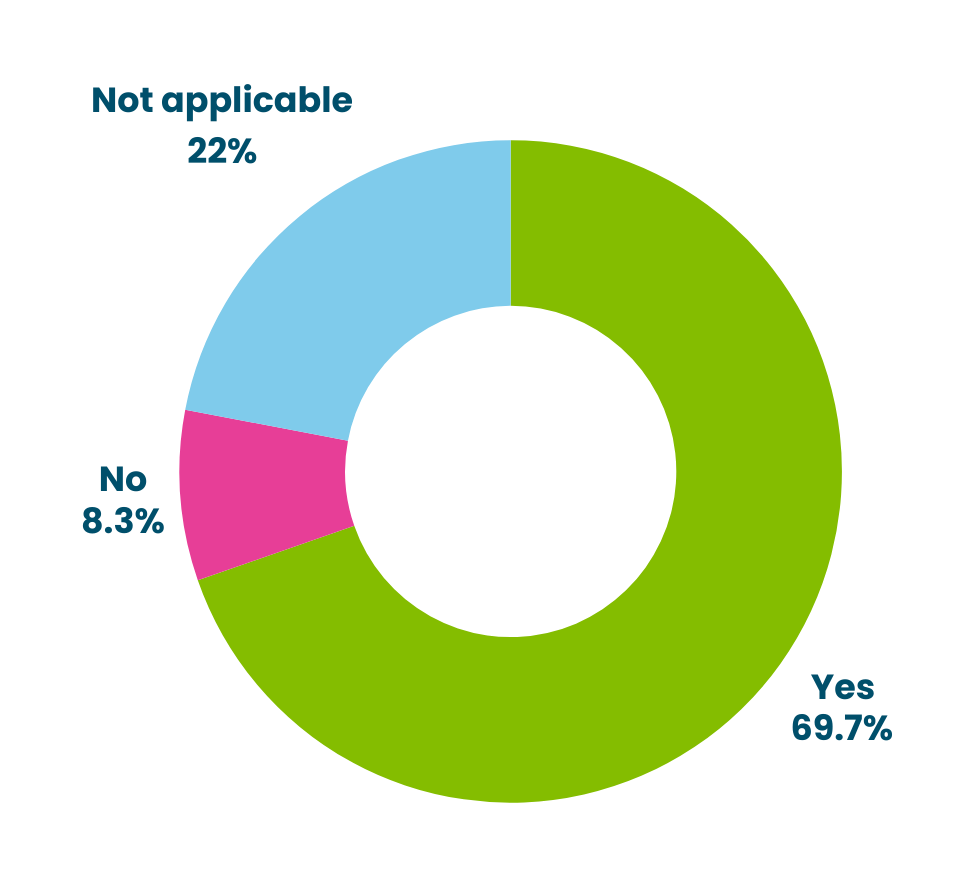 Not applicable
22%
No
8.3%
Yes
69.7%